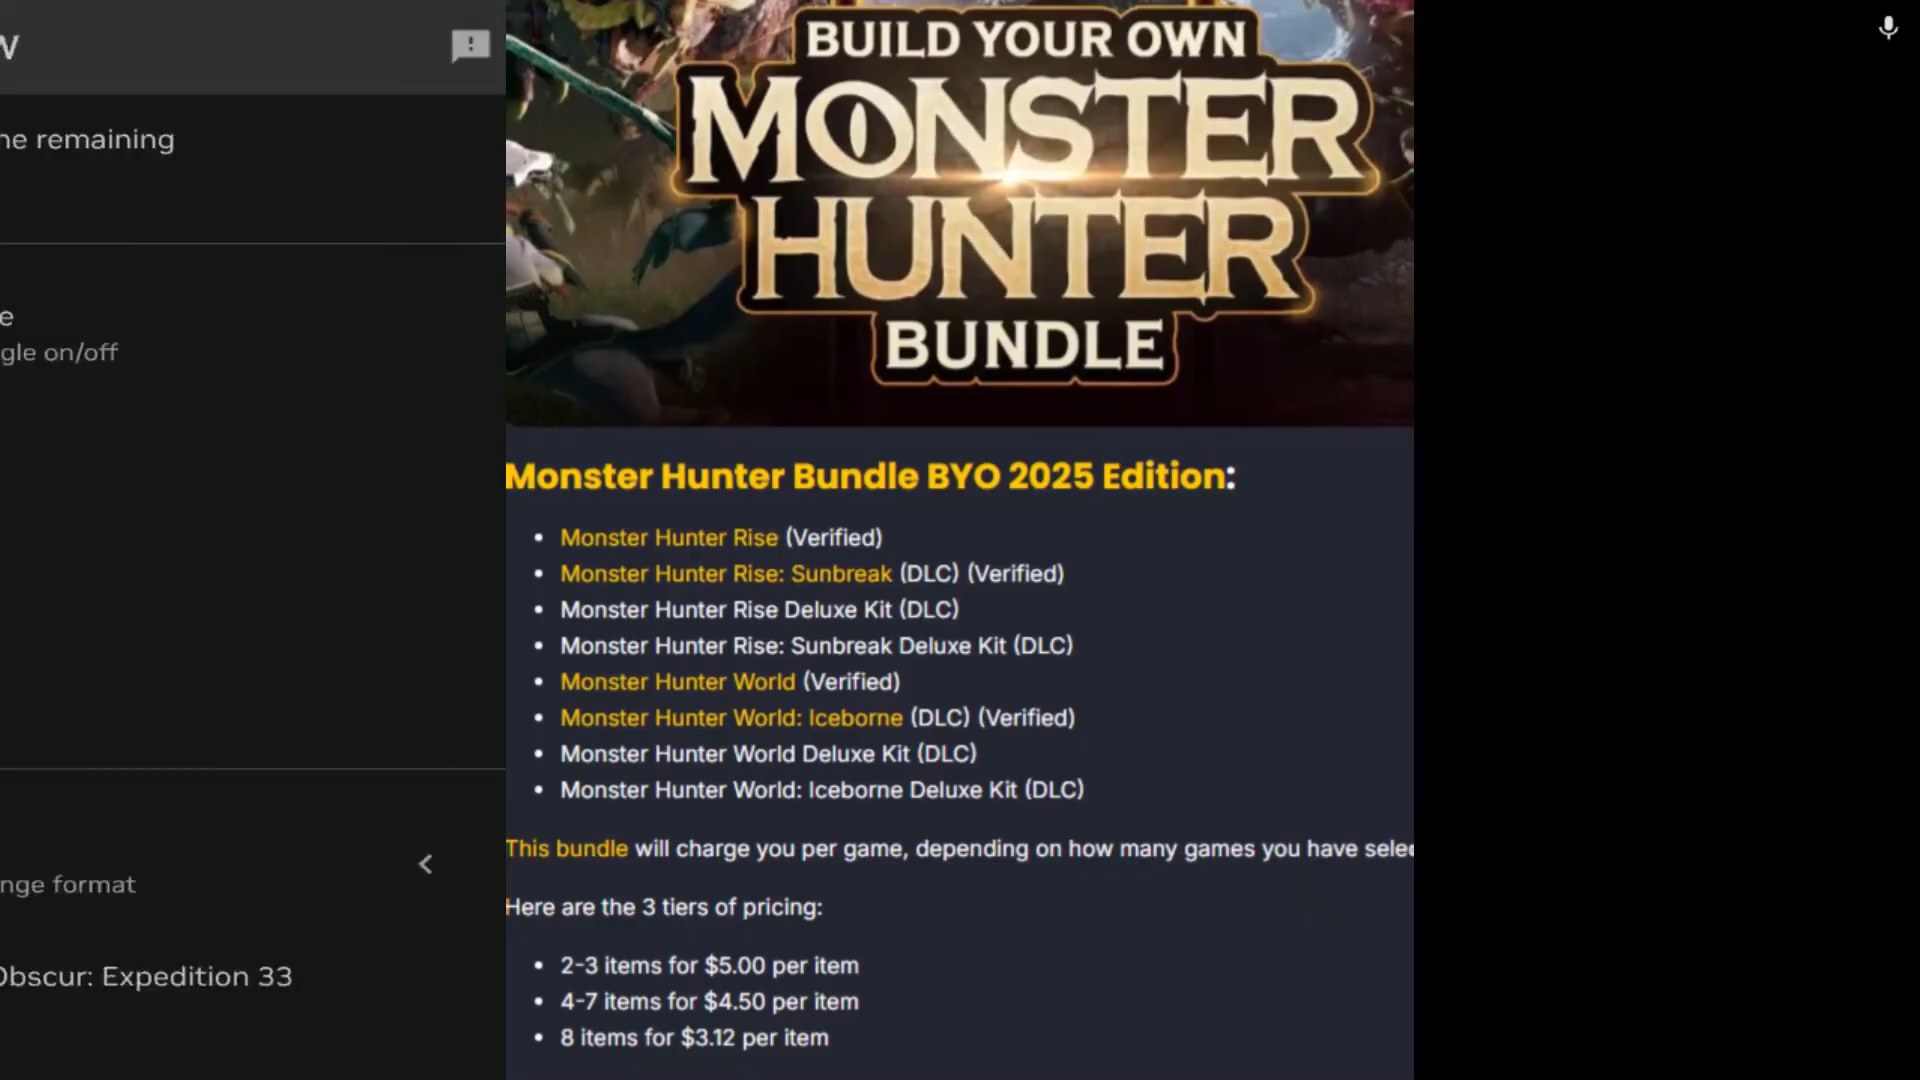 W
ne remaining
e
gle on/off
nge format
Obscur: Expedition 33
BUILD YOUR OWN
MONSTER
HUNTER
BUNDLE
Monster Hunter Bundle BYO 2025 Edition:
• Monster Hunter Rise (Verified)
• Monster Hunter Rise: Sunbreak (DLC) (Verified)
• Monster Hunter Rise Deluxe Kit (DLC)
• Monster Hunter Rise: Sunbreak Deluxe Kit (DLC)
• Monster Hunter World (Verified)
• Monster Hunter World: Iceborne (DLC) (Verified)
• Monster Hunter World Deluxe Kit (DLC)
• Monster Hunter World: Iceborne Deluxe Kit (DLC)
This bundle will charge you per game, depending on how many games you have selec
Here are the 3 tiers of pricing:
• 2-3 items for $5.00 per item
• 4-7 items for $4.50 per item
• 8 items for $3.12 per item